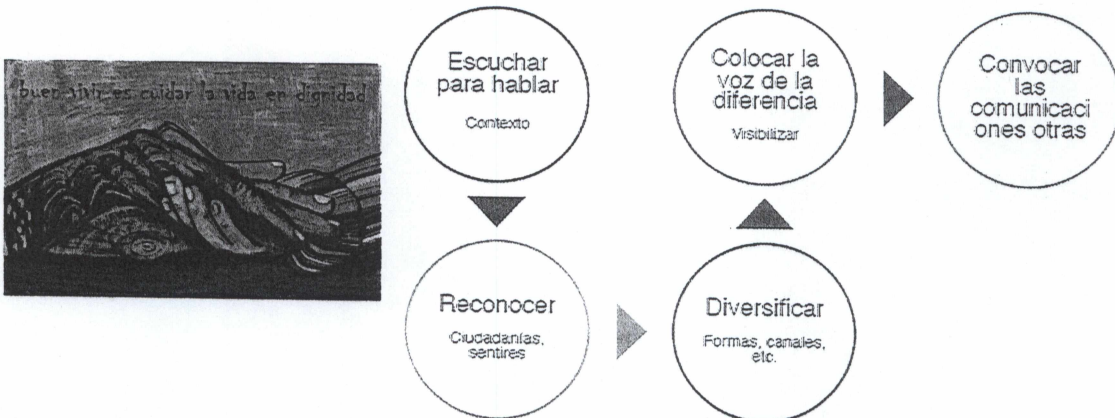 buen vivir es cuidar la vida en dignidad
Escuchar
para hablar
Contexto
Reconocer
Ciudadanías,
sentires
Diversificar
Formas, canales,
etc.
Colocar la
voz de la
diferencia
Visibilizar
Convocar
las
comunicaci
ones otras